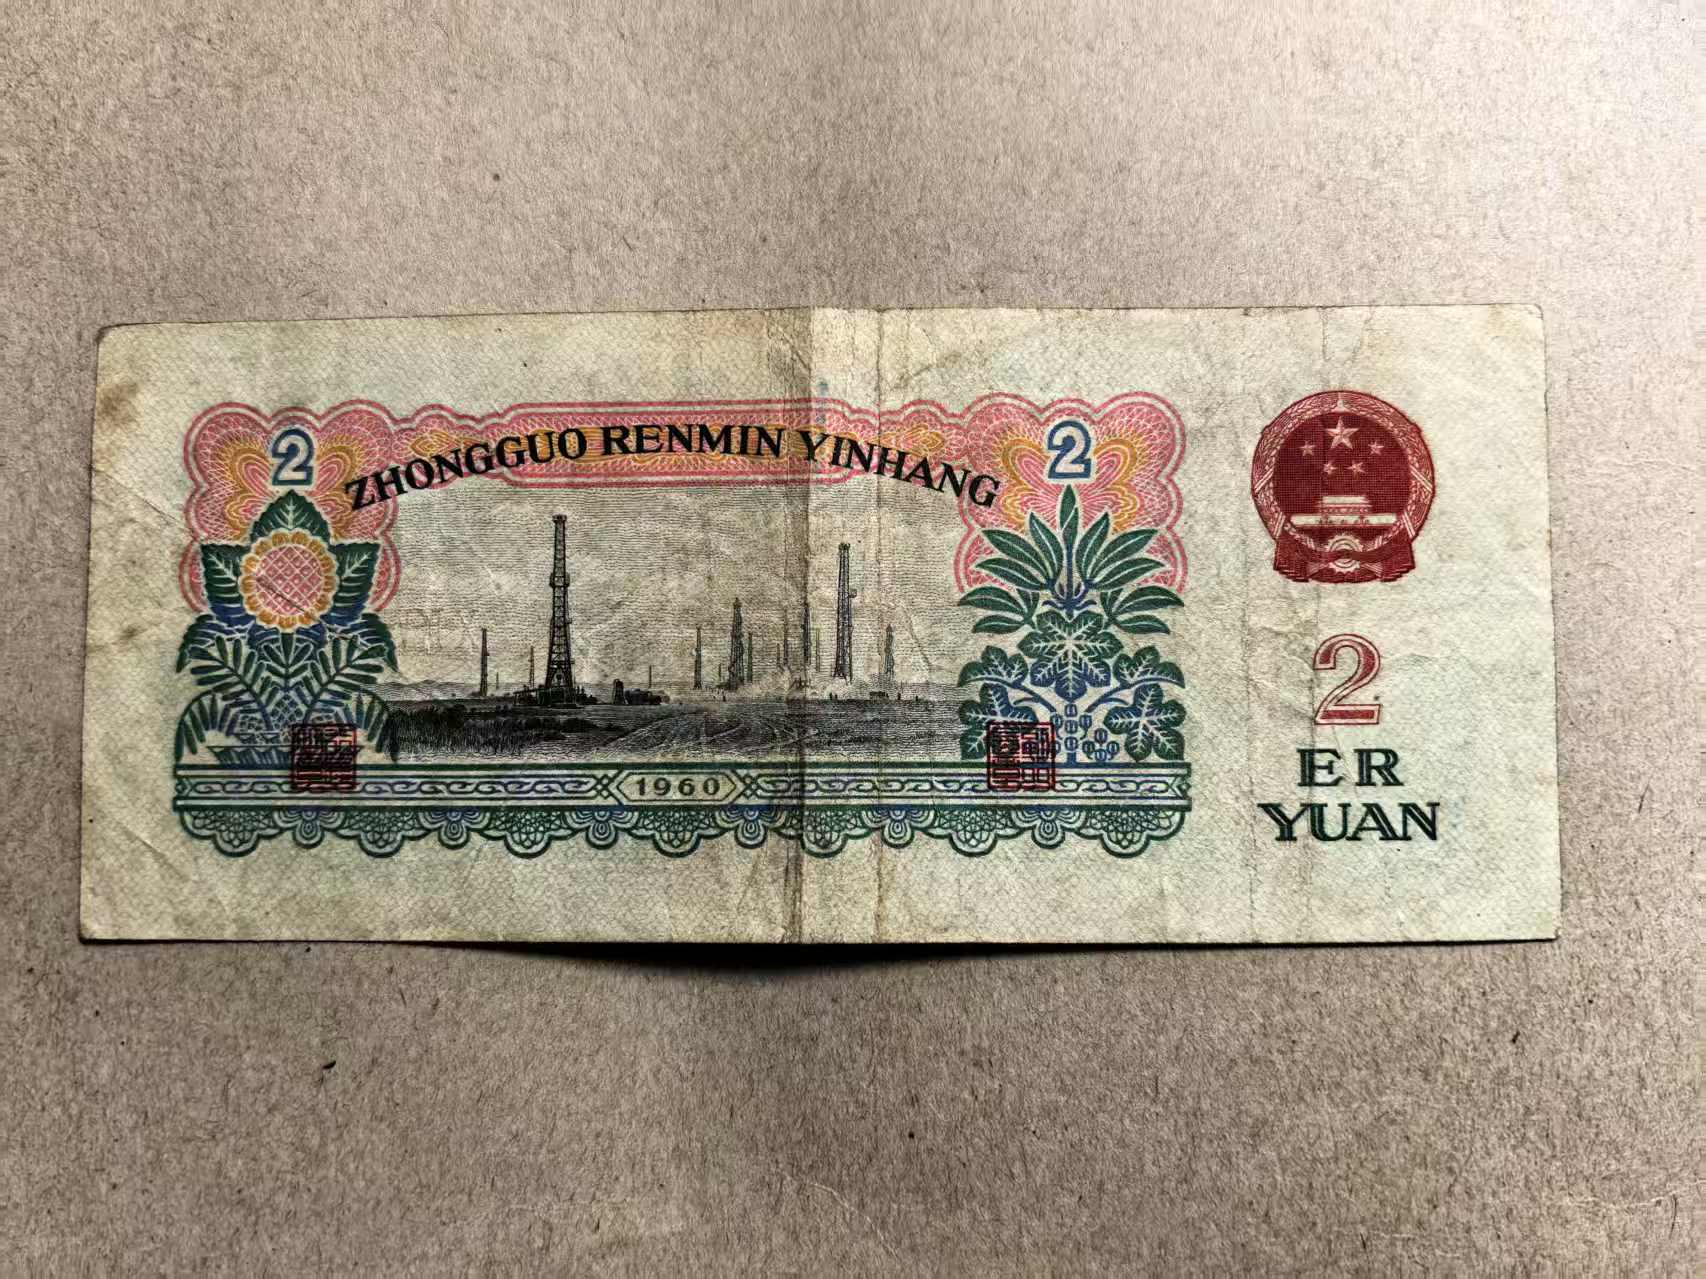 2
2
ZHONGGUO RENMIN YINHANG
2
ER
YUAN
1960